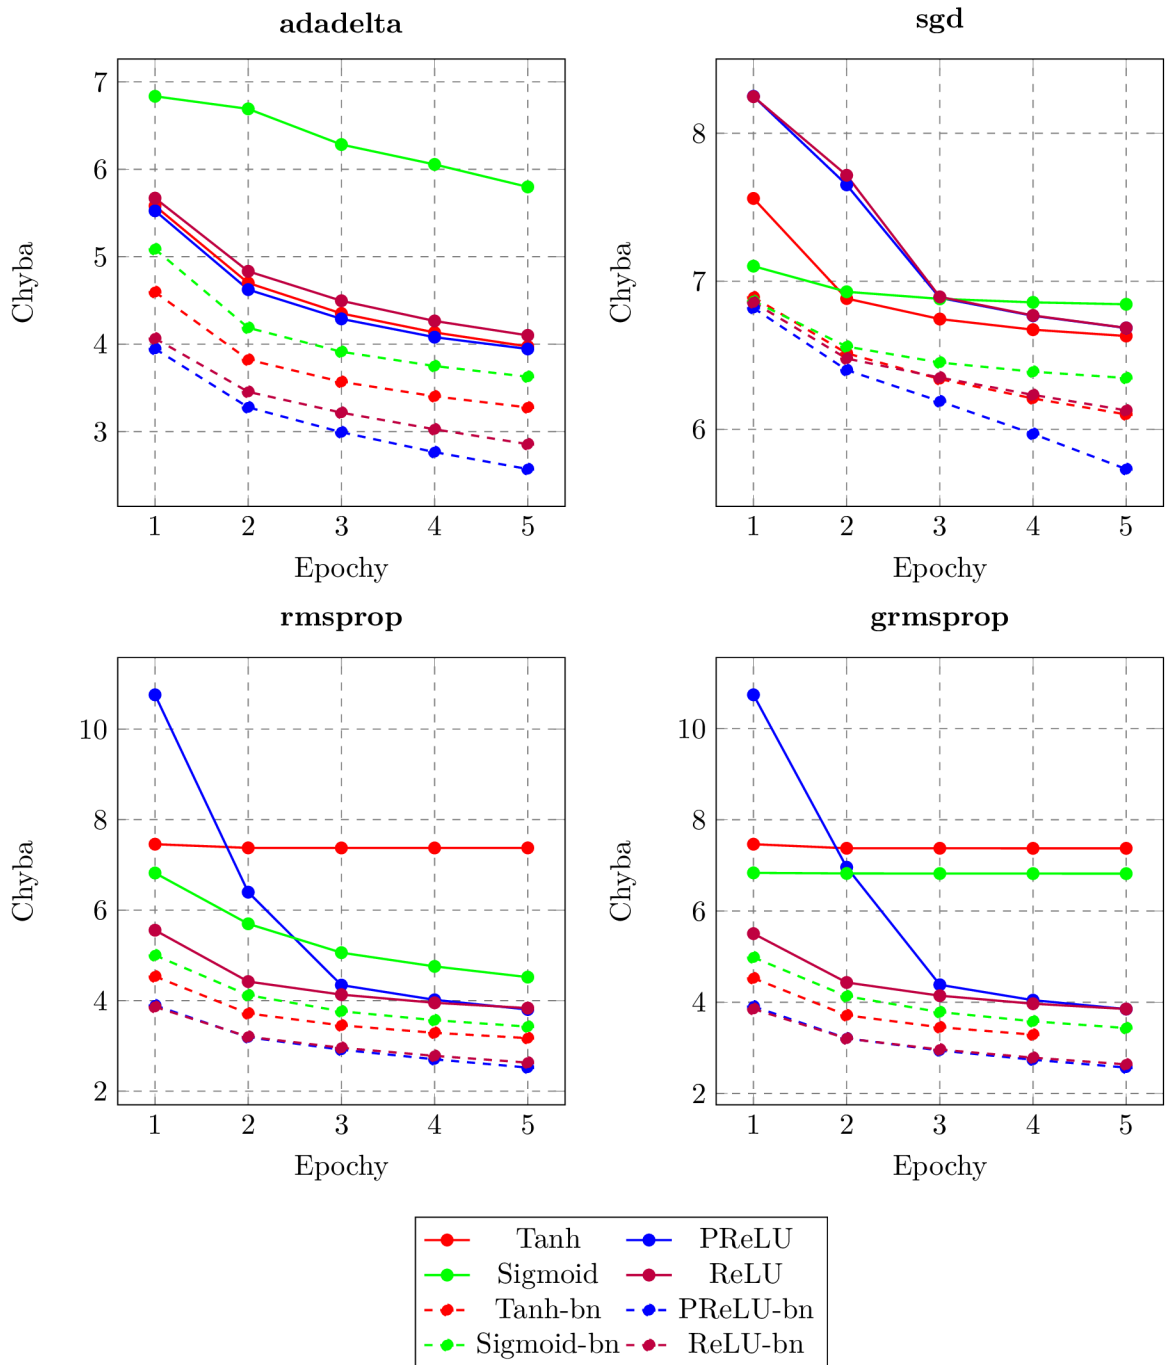 adadelta
7
6
5
4
3
Chyba
1 2 3 4 5
Epochy
sgd
8
7
6
Chyba
1 2 3 4 5
Epochy
rmsprop
10
8
6
4
2
Chyba
1 2 3 4 5
Epochy
grmsprop
10
8
6
4
2
Chyba
1 2 3 4 5
Epochy
Tanh PReLU
Sigmoid ReLU
Tanh-bn PReLU-bn
Sigmoid-bn ReLU-bn